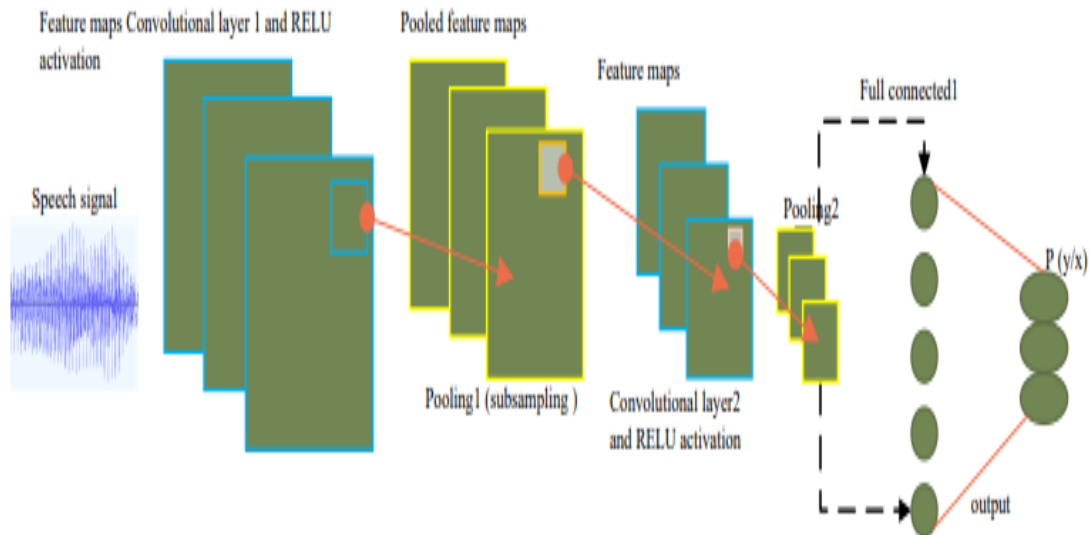 Feature maps Convolutional layer 1 and RELU
activation
Pooled feature maps
Feature maps
Full connected1
Speech signal
Pooling2
P (y/x)
Pooling1 (subsampling )
Convolutional layer2
and RELU activation
output